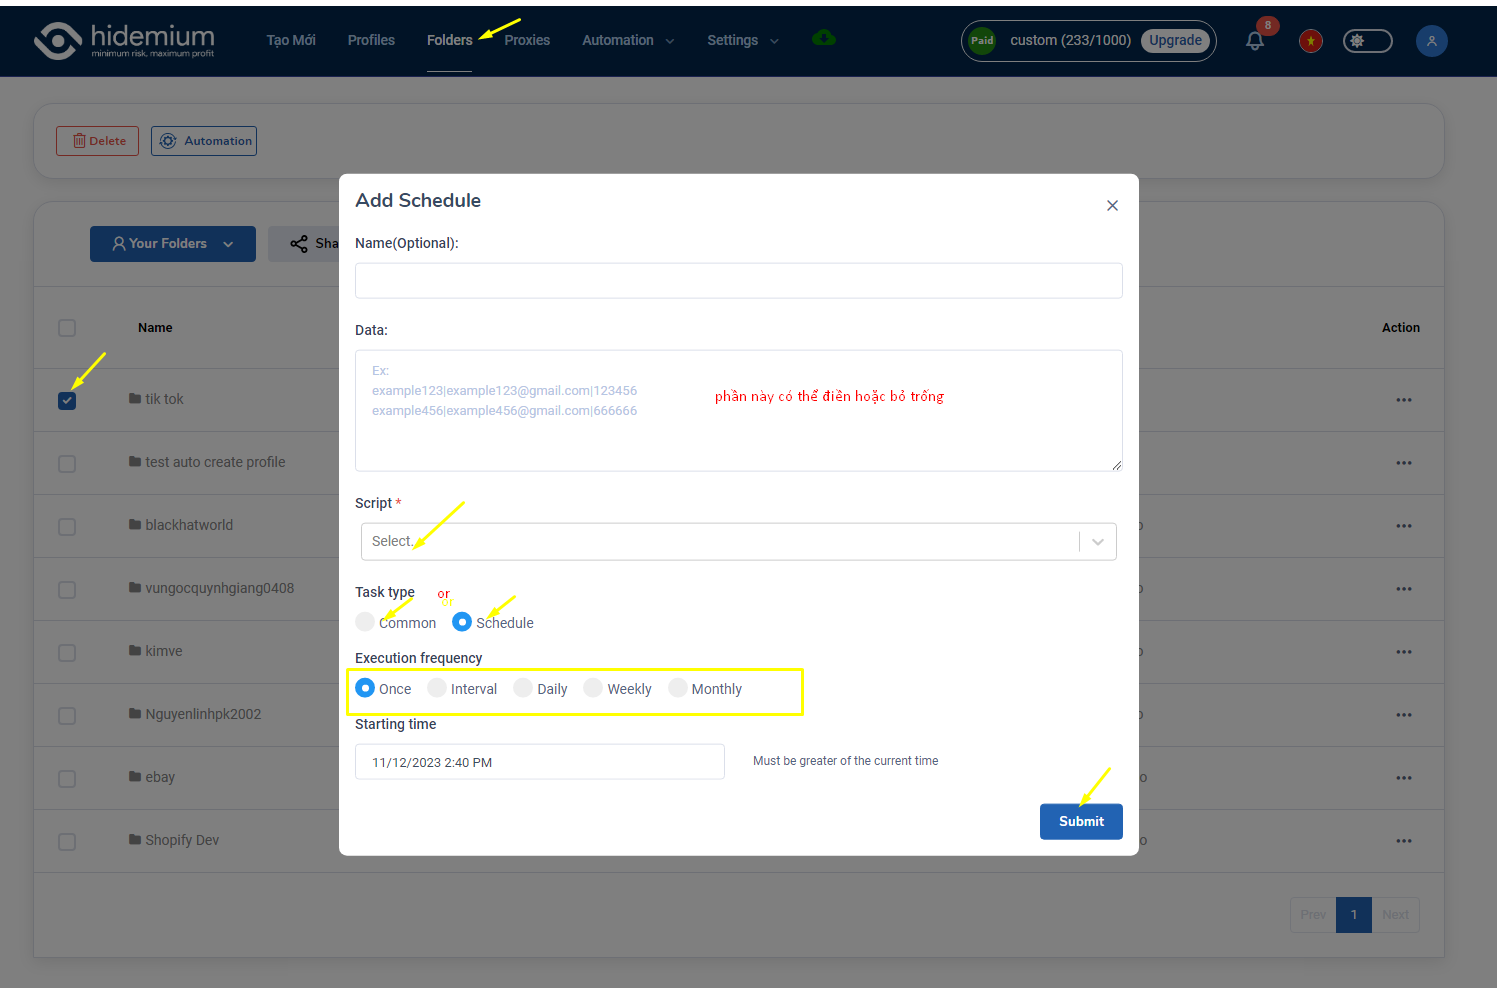 hidemium
minimum risk, maximum profit
Tạo Mới
Profiles
Folders
Proxies
Automation
Settings
Paid
custom (233/1000)
Upgrade
8
Delete
Automation
Your Folders
Sha
Add Schedule
Name(Optional):
Data:
Ex:
example123|example123@gmail.com|123456
example456|example456@gmail.com|666666
phần này có thể điền hoặc bỏ trống
Script *
Select.
Task type
or
or
Common
Schedule
Execution frequency
Once
Interval
Daily
Weekly
Monthly
Starting time
11/12/2023 2:40 PM
Must be greater of the current time
Submit
Name
Action
tik tok
test auto create profile
blackhatworld
vungocquynhgiang0408
kimve
Nguyenlinhpk2002
ebay
Shopify Dev
Prev
1
Next